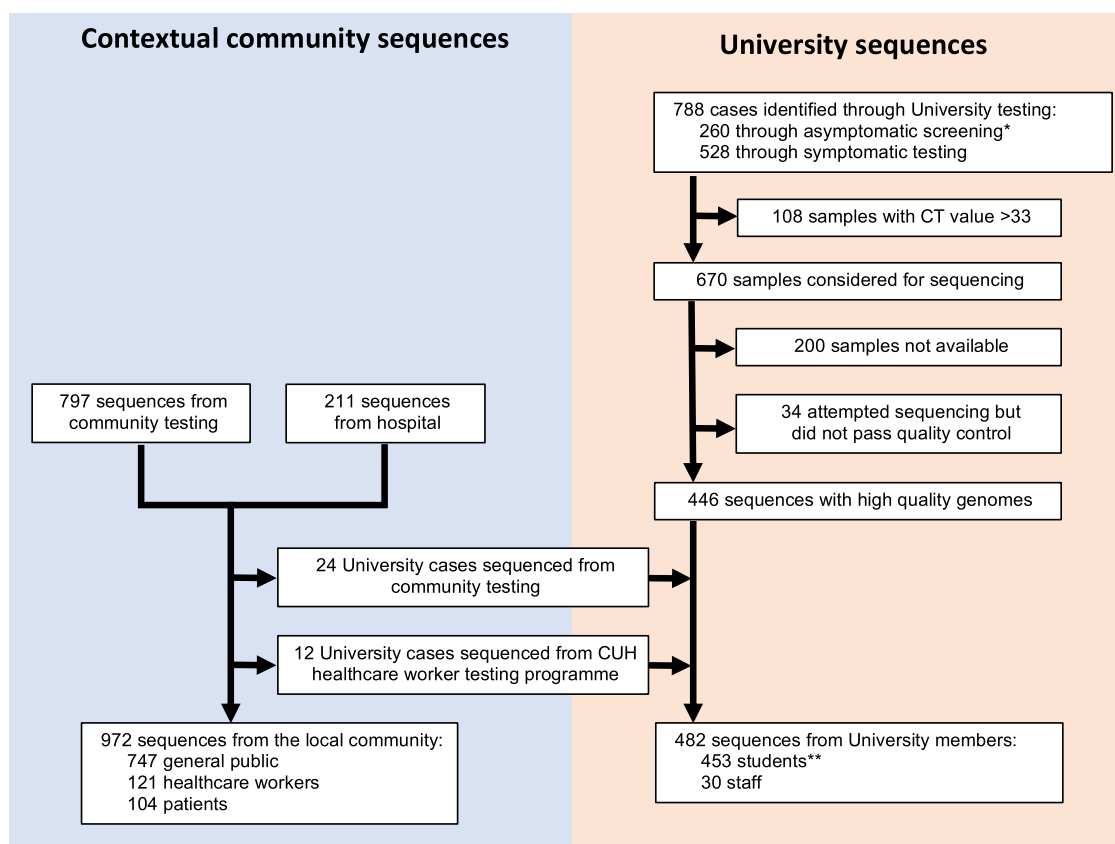 Contextual community sequences
University sequences
788 cases identified through University testing:
260 through asymptomatic screening*
528 through symptomatic testing
108 samples with CT value >33
670 samples considered for sequencing
200 samples not available
34 attempted sequencing but
did not pass quality control
797 sequences from
community testing
211 sequences
from hospital
446 sequences with high quality genomes
24 University cases sequenced from
community testing
12 University cases sequenced from CUH
healthcare worker testing programme
972 sequences from the local community:
747 general public
121 healthcare workers
104 patients
482 sequences from University members:
453 students**
30 staff